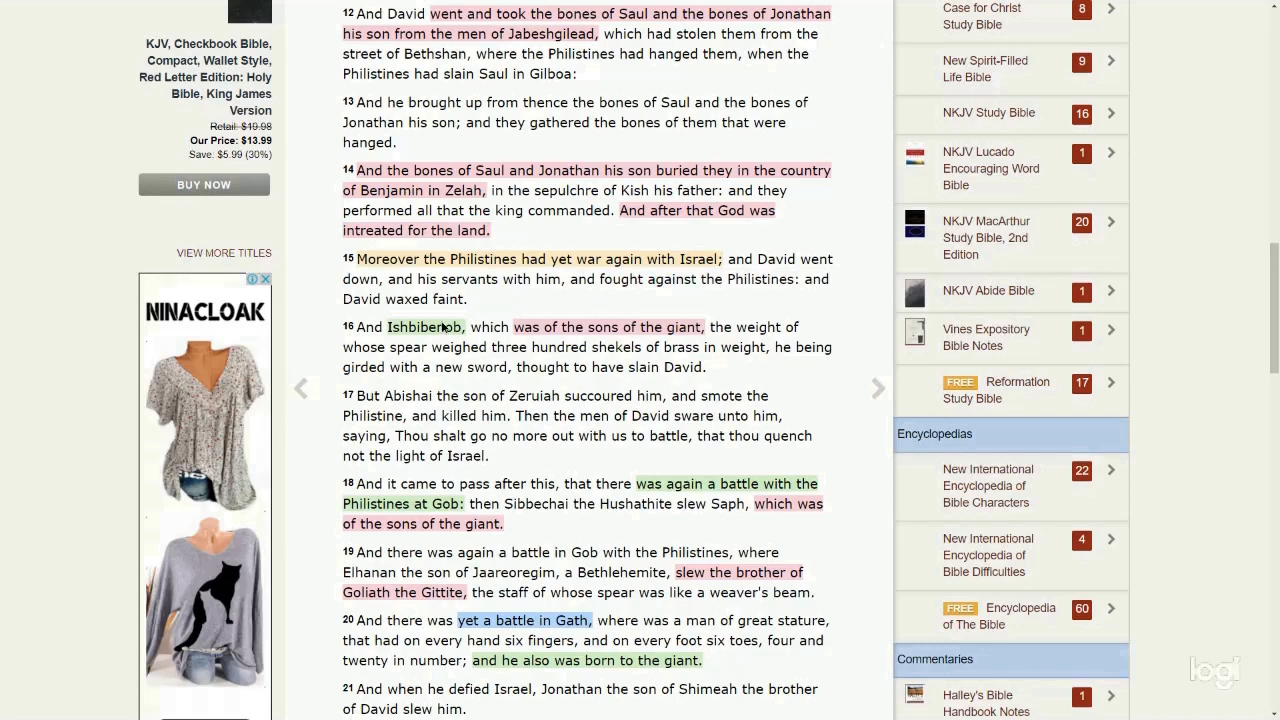 KJV, Checkbook Bible,
Compact, Wallet Style,
Red Letter Edition: Holy
Bible, King James
Version
Retail: $19.98
Our Price: $13.99
Save: $5.99 (30%)
BUY NOW
VIEW MORE TITLES
NINACLOAK
12 And David went and took the bones of Saul and the bones of Jonathan
his son from the men of Jabeshgilead, which had stolen them from the
street of Bethshan, where the Philistines had hanged them, when the
Philistines had slain Saul in Gilboa:
13 And he brought up from thence the bones of Saul and the bones of
Jonathan his son; and they gathered the bones of them that were
hanged.
14 And the bones of Saul and Jonathan his son buried they in the country
of Benjamin in Zelah, in the sepulchre of Kish his father: and they
performed all that the king commanded. And after that God was
intreated for the land.
15 Moreover the Philistines had yet war again with Israel; and David went
down, and his servants with him, and fought against the Philistines: and
David waxed faint.
16 And Ishbibenob, which was of the sons of the giant, the weight of
whose spear weighed three hundred shekels of brass in weight, he being
girded with a new sword, thought to have slain David.
17 But Abishai the son of Zeruiah succoured him, and smote the
Philistine, and killed him. Then the men of David sware unto him,
saying, Thou shalt go no more out with us to battle, that thou quench
not the light of Israel.
18 And it came to pass after this, that there was again a battle with the
Philistines at Gob: then Sibbechai the Hushathite slew Saph, which was
of the sons of the giant.
19 And there was again a battle in Gob with the Philistines, where
Elhanan the son of Jaareoregim, a Bethlehemite, slew the brother of
Goliath the Gittite, the staff of whose spear was like a weaver's beam.
20 And there was yet a battle in Gath, where was a man of great stature,
that had on every hand six fingers, and on every foot six toes, four and
twenty in number; and he also was born to the giant.
21 And when he defied Israel, Jonathan the son of Shimeah the brother
of David slew him.
Case for Christ
Study Bible
8
New Spirit-Filled
Life Bible
9
NKJV Study Bible
16
NKJV Lucado
Encouraging Word
Bible
1
NKJV MacArthur
Study Bible, 2nd
Edition
20
NKJV Abide Bible
1
Vines Expository
Bible Notes
1
FREE Reformation
Study Bible
17
Encyclopedias
New International
Encyclopedia of
Bible Characters
22
New International
Encyclopedia of
Bible Difficulties
4
FREE Encyclopedia
of The Bible
60
Commentaries
Halley's Bible
Handbook Notes
1
logi